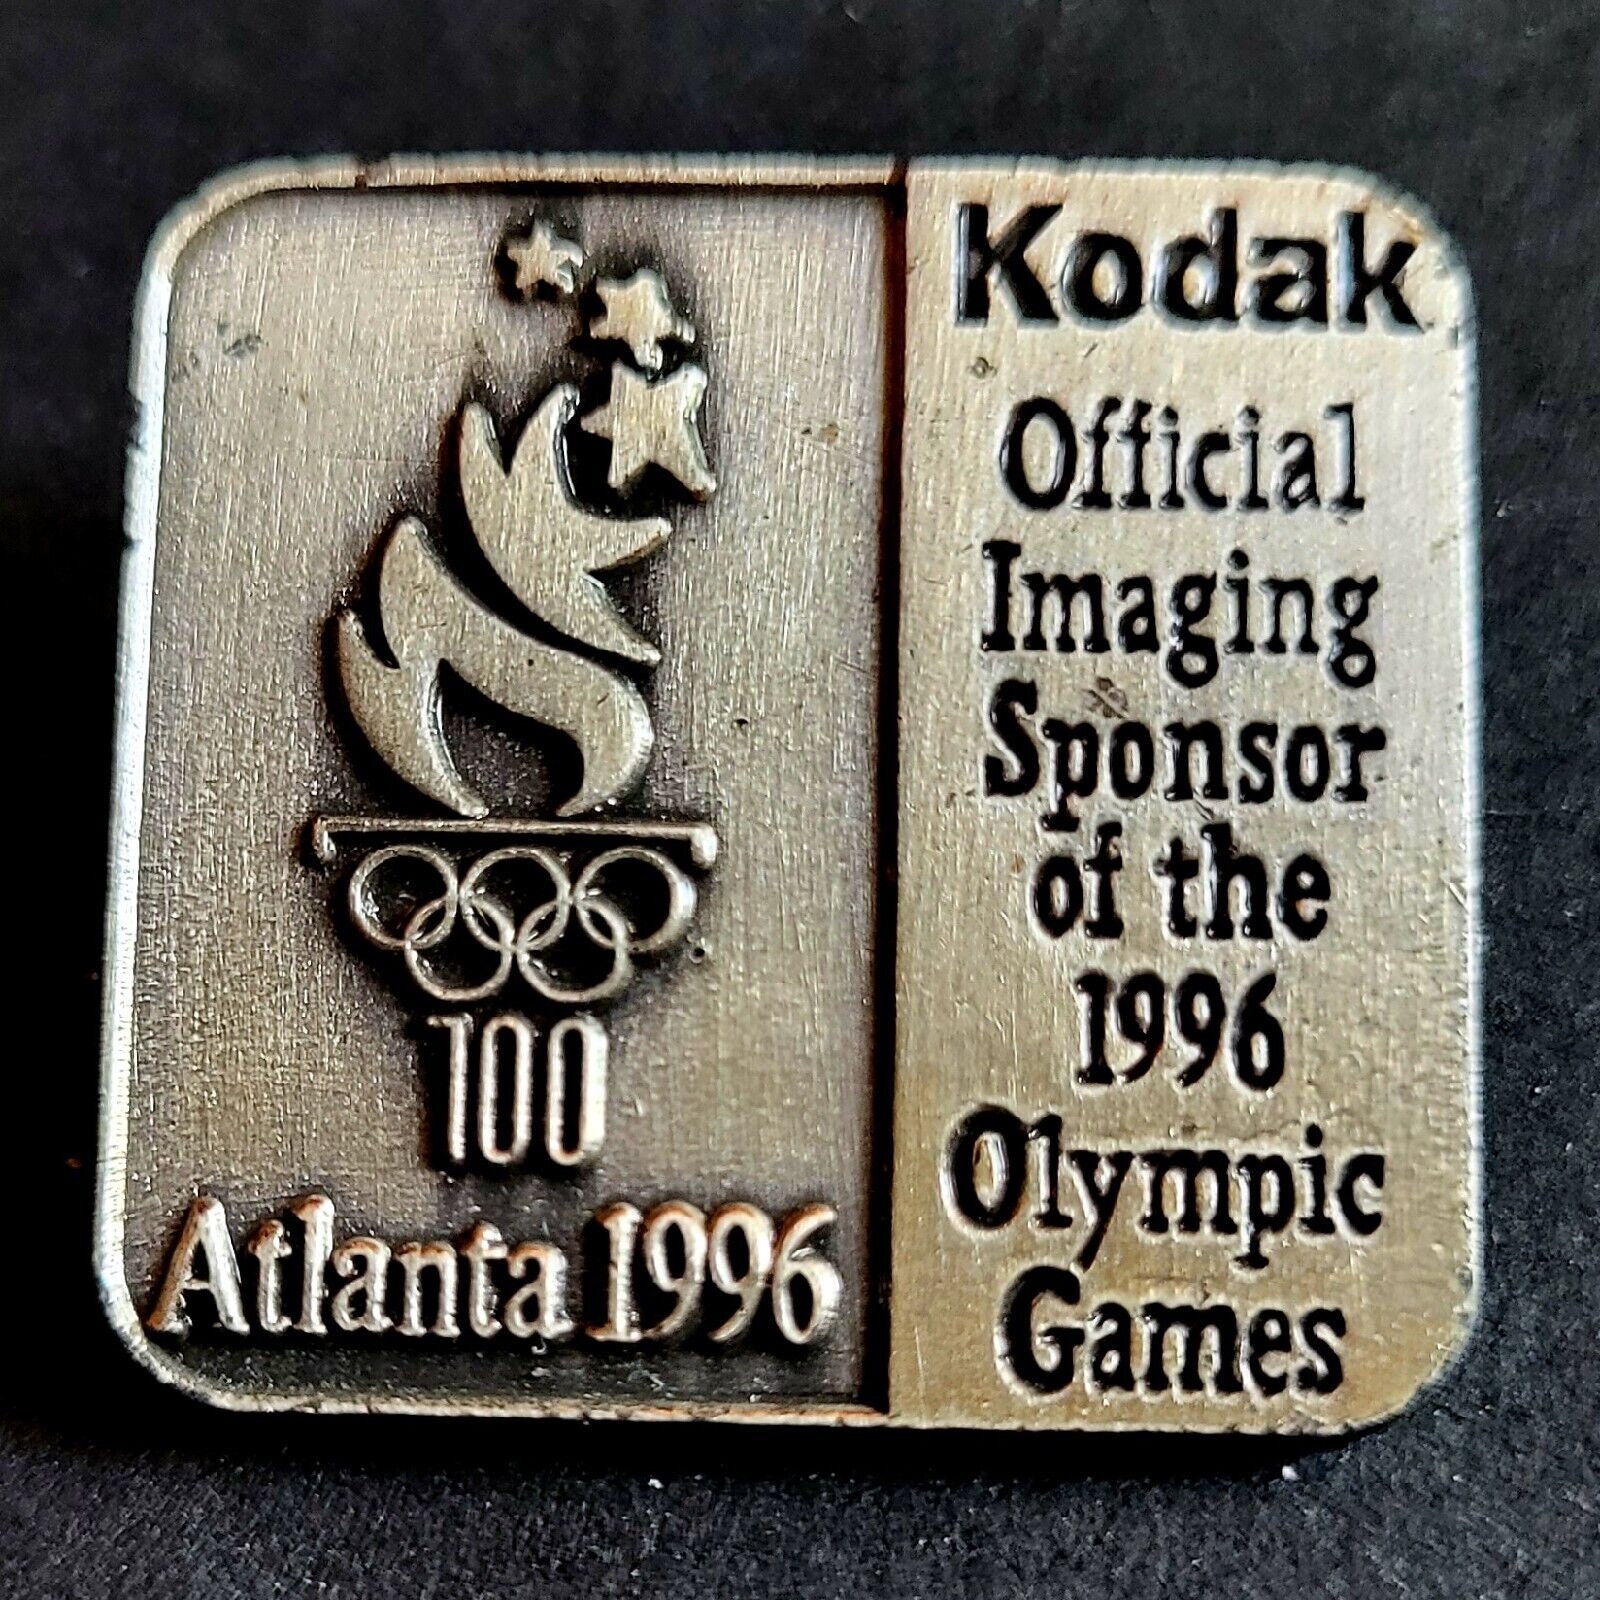 100
Atlanta 1996
Kodak
Official
Imaging
Sponsor
of the
1996
Olympic
Games